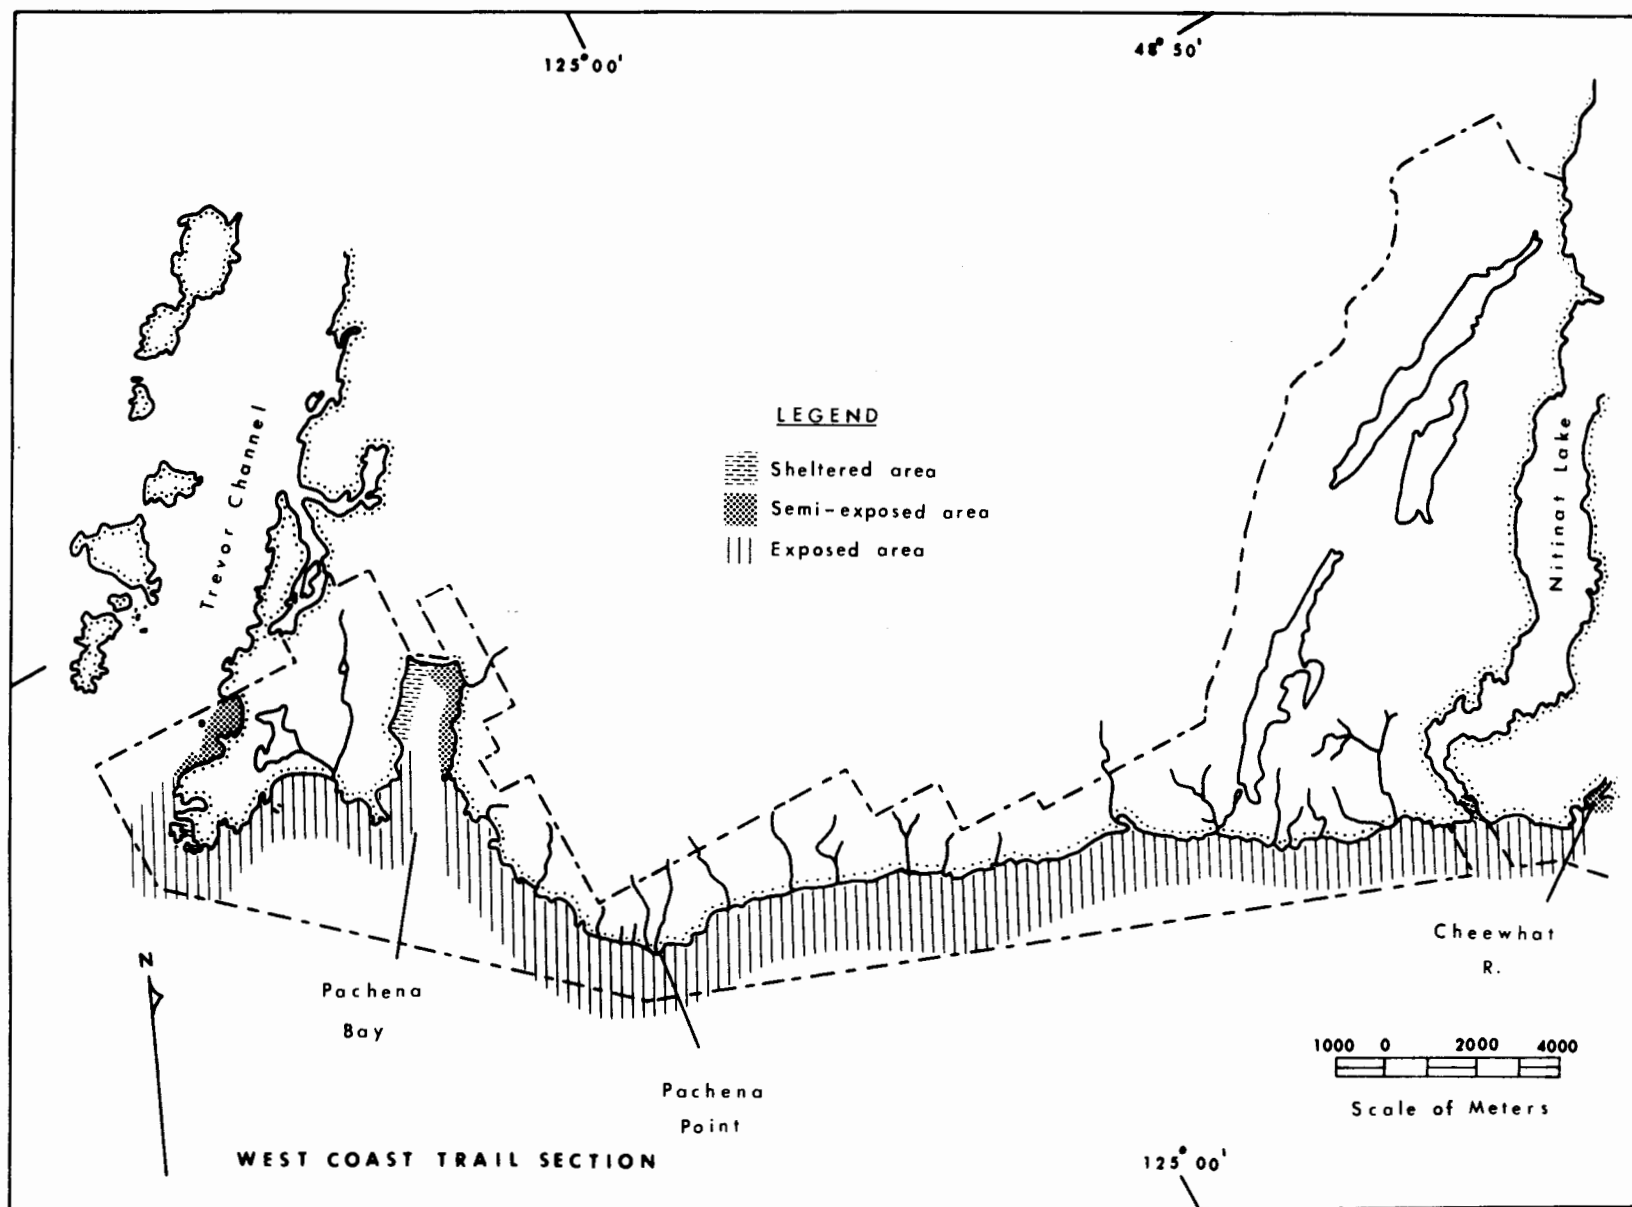 125°00'
48°50'
LEGEND
Sheltered area
Semi-exposed area
Exposed area
Trevor Channel
Nitinat Lake
Cheewhat
R.
N
Pachena
Bay
Pachena
Point
1000 0 2000 4000
Scale of Meters
WEST COAST TRAIL SECTION
125°00'